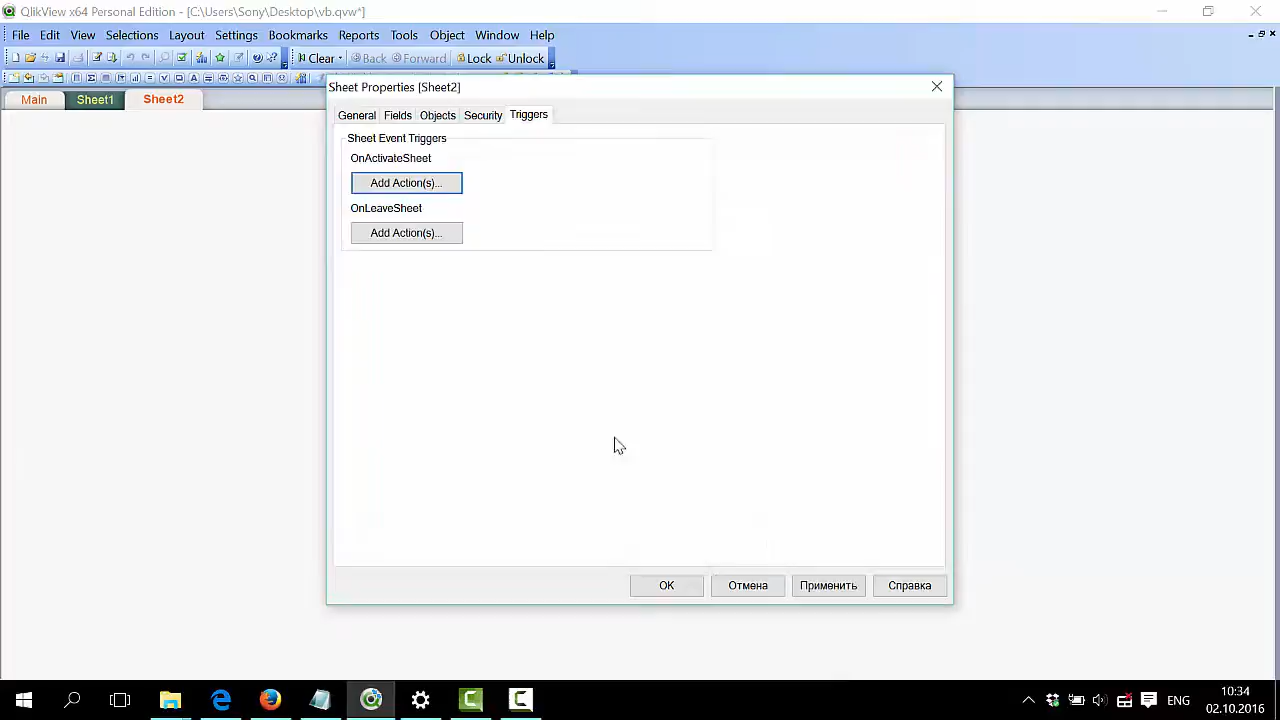 QlikView x64 Personal Edition - [C:\Users\Sony\Desktop\vb.qvw*]
File Edit View Selections Layout Settings Bookmarks Reports Tools Object Window Help
Clear Back Forward Lock Unlock
Main Sheet1 Sheet2
Sheet Properties [Sheet2]
General Fields Objects Security Triggers
Sheet Event Triggers
OnActivateSheet
Add Action(s)...
OnLeaveSheet
Add Action(s)...
OK Отмена Применить Справка
ENG
10:34
02.10.2016